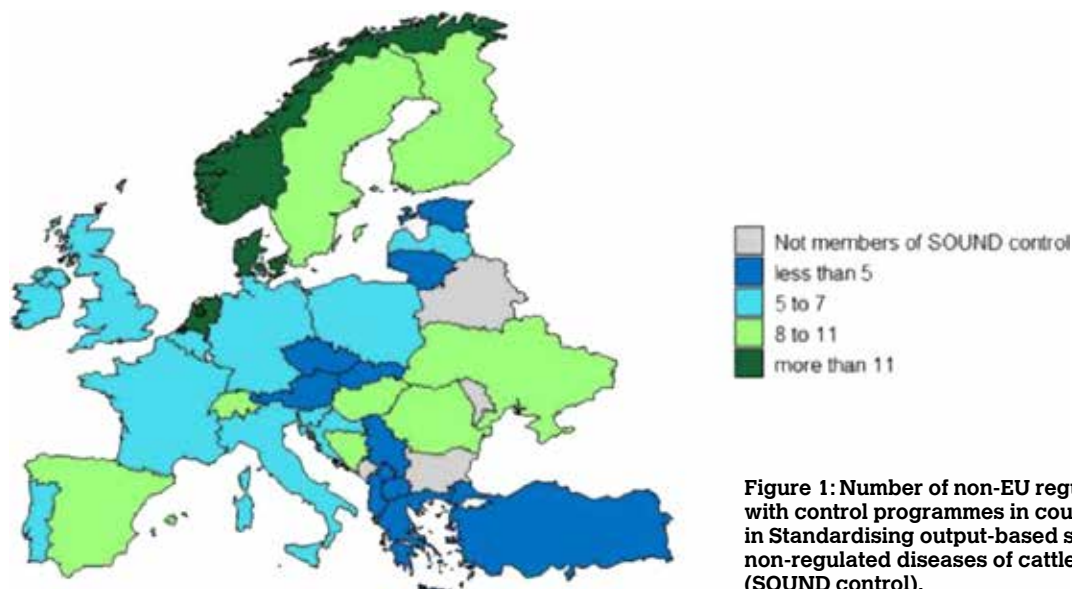 Not members of SOUND control
less than 5
5 to 7
8 to 11
more than 11
Figure 1: Number of non-EU regu
with control programmes in cou
in Standardising output-based s
non-regulated diseases of cattle
(SOUND control).